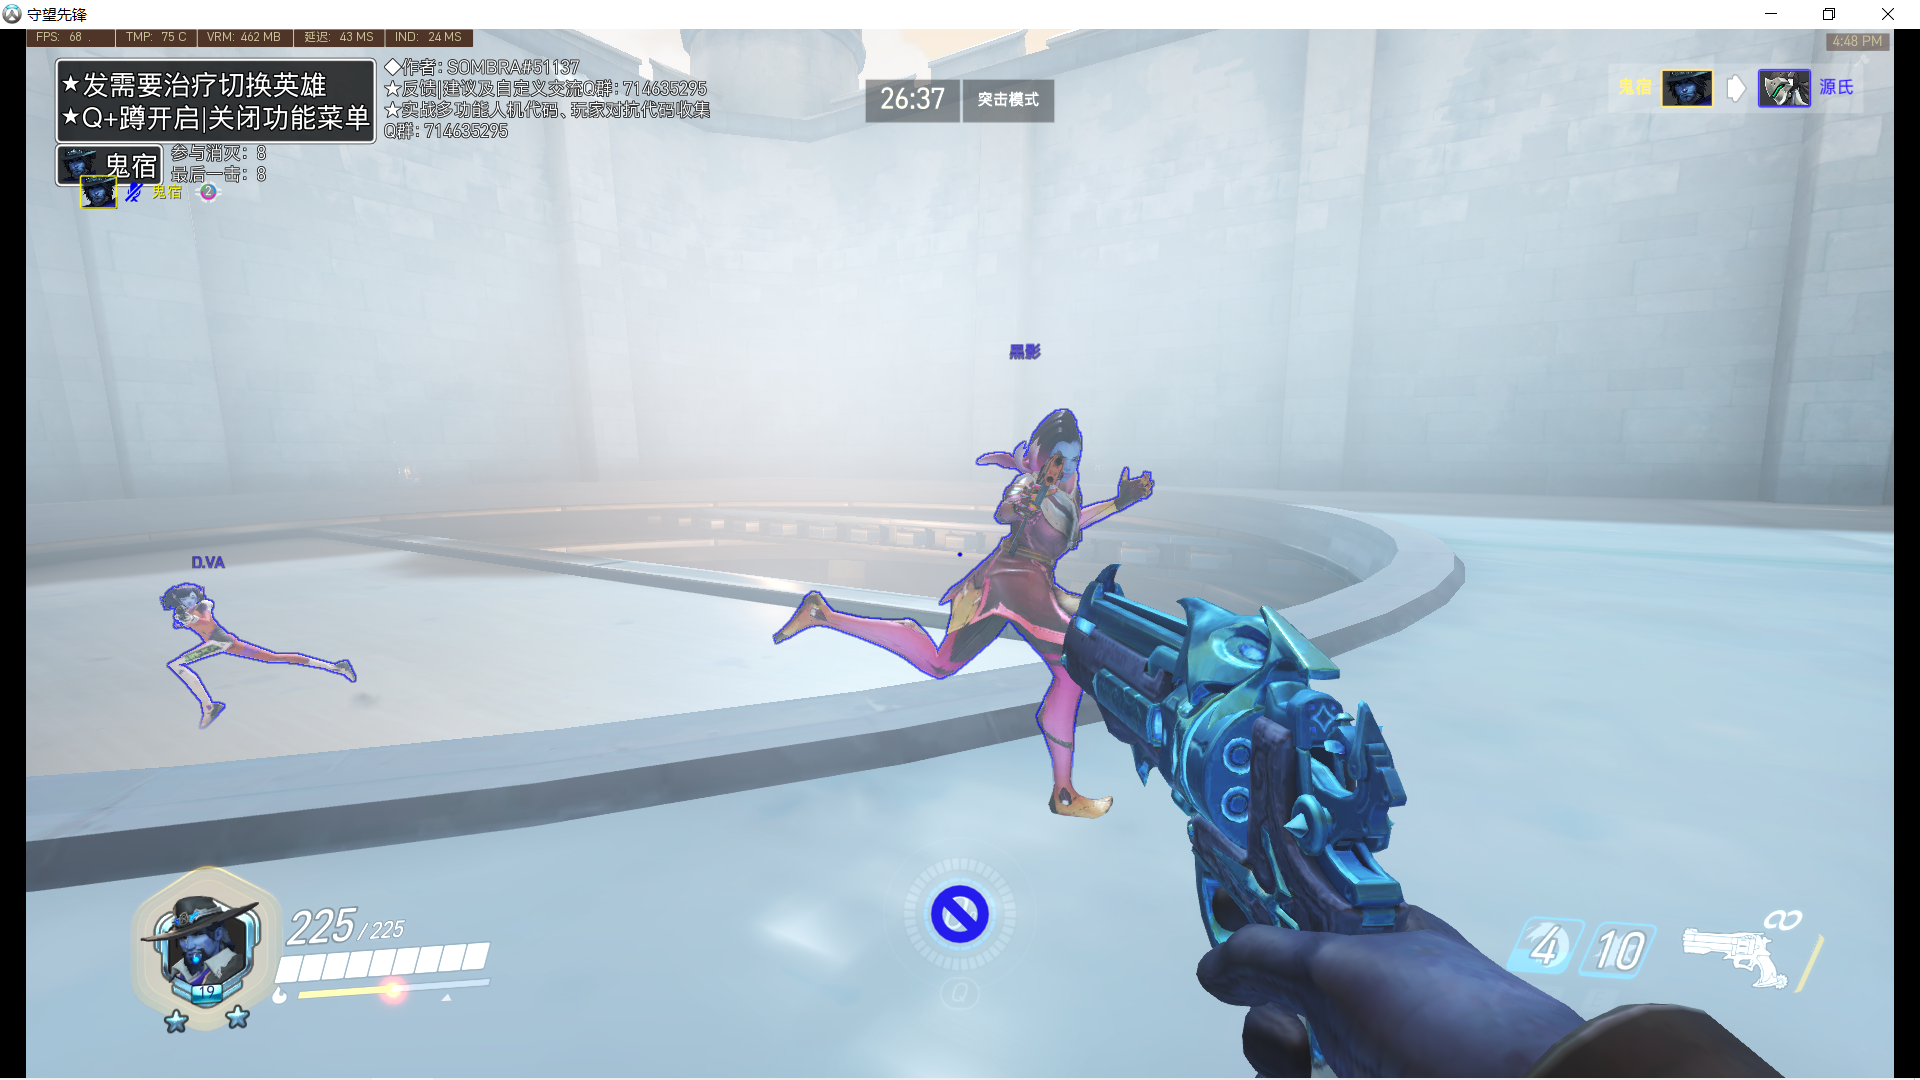 守望先锋
FPS: 68 .
TMP: 75 C
VRM: 462 MB
延迟: 43 MS
IND: 24 MS
4:48 PM
★发需要治疗切换英雄
★Q+蹲开启|关闭功能菜单
◆作者: SOMBRA#51137
★反馈|建议及自定义交流Q群: 714635295
★实战多功能人机代码、玩家对抗代码收集
Q群: 714635295
26:37
突击模式
鬼宿
源氏
鬼宿
参与消灭: 8
最后一击: 8
鬼宿
2
黑影
D.VA
225/225
19
Q
4
10